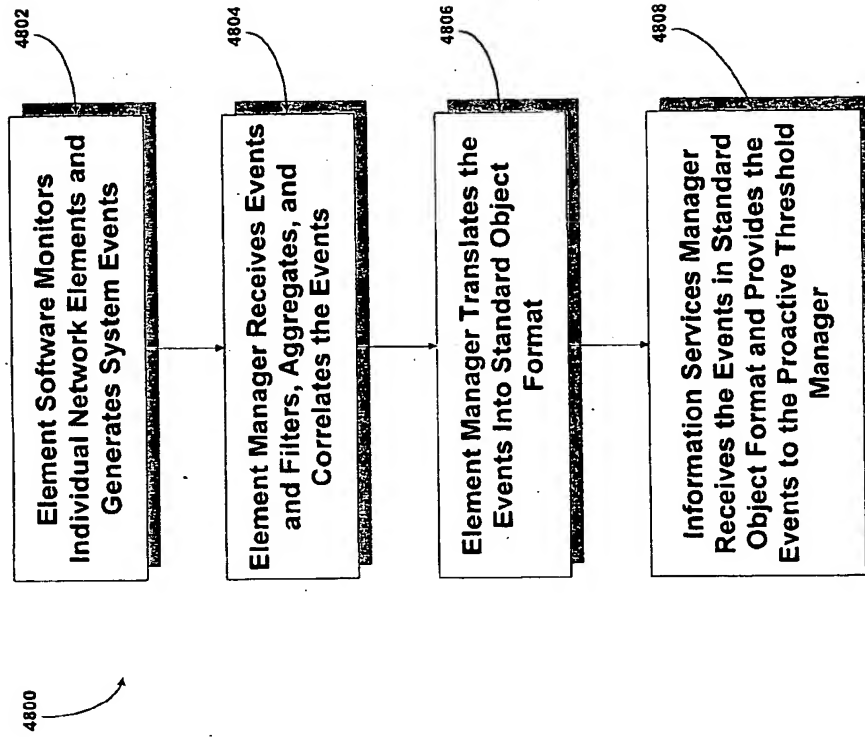 4800
4802
Element Software Monitors
Individual Network Elements and
Generates System Events
4804
Element Manager Receives Events
and Filters, Aggregates, and
Correlates the Events
4806
Element Manager Translates the
Events Into Standard Object
Format
4808
Information Services Manager
Receives the Events in Standard
Object Format and Provides the
Events to the Proactive Threshold
Manager